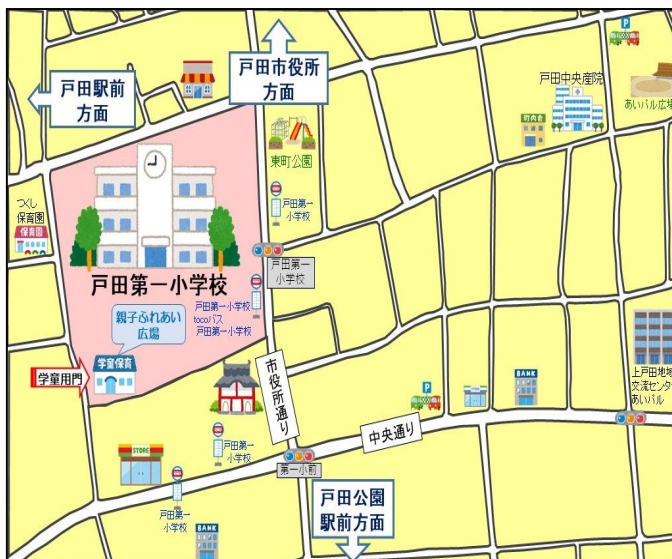 P
戸田市役所
方面
戸田駅前
方面
戸田中央産院
あいパル広場
町会会館
東町公園
戸田第一
小学校
つくし
保育園
保育園
戸田第一
小学校
戸田第一小学校
戸田第一小学校
tocoバス
戸田第一小学校
親子ふれあい
広場
学童保育
学童用門
市役所通り
上戸田地域
交流センター
あいパル
P
BANK
中央通り
戸田第一
小学校
STORE
第一小前
戸田第一
小学校
戸田公園
駅前方面
BANK